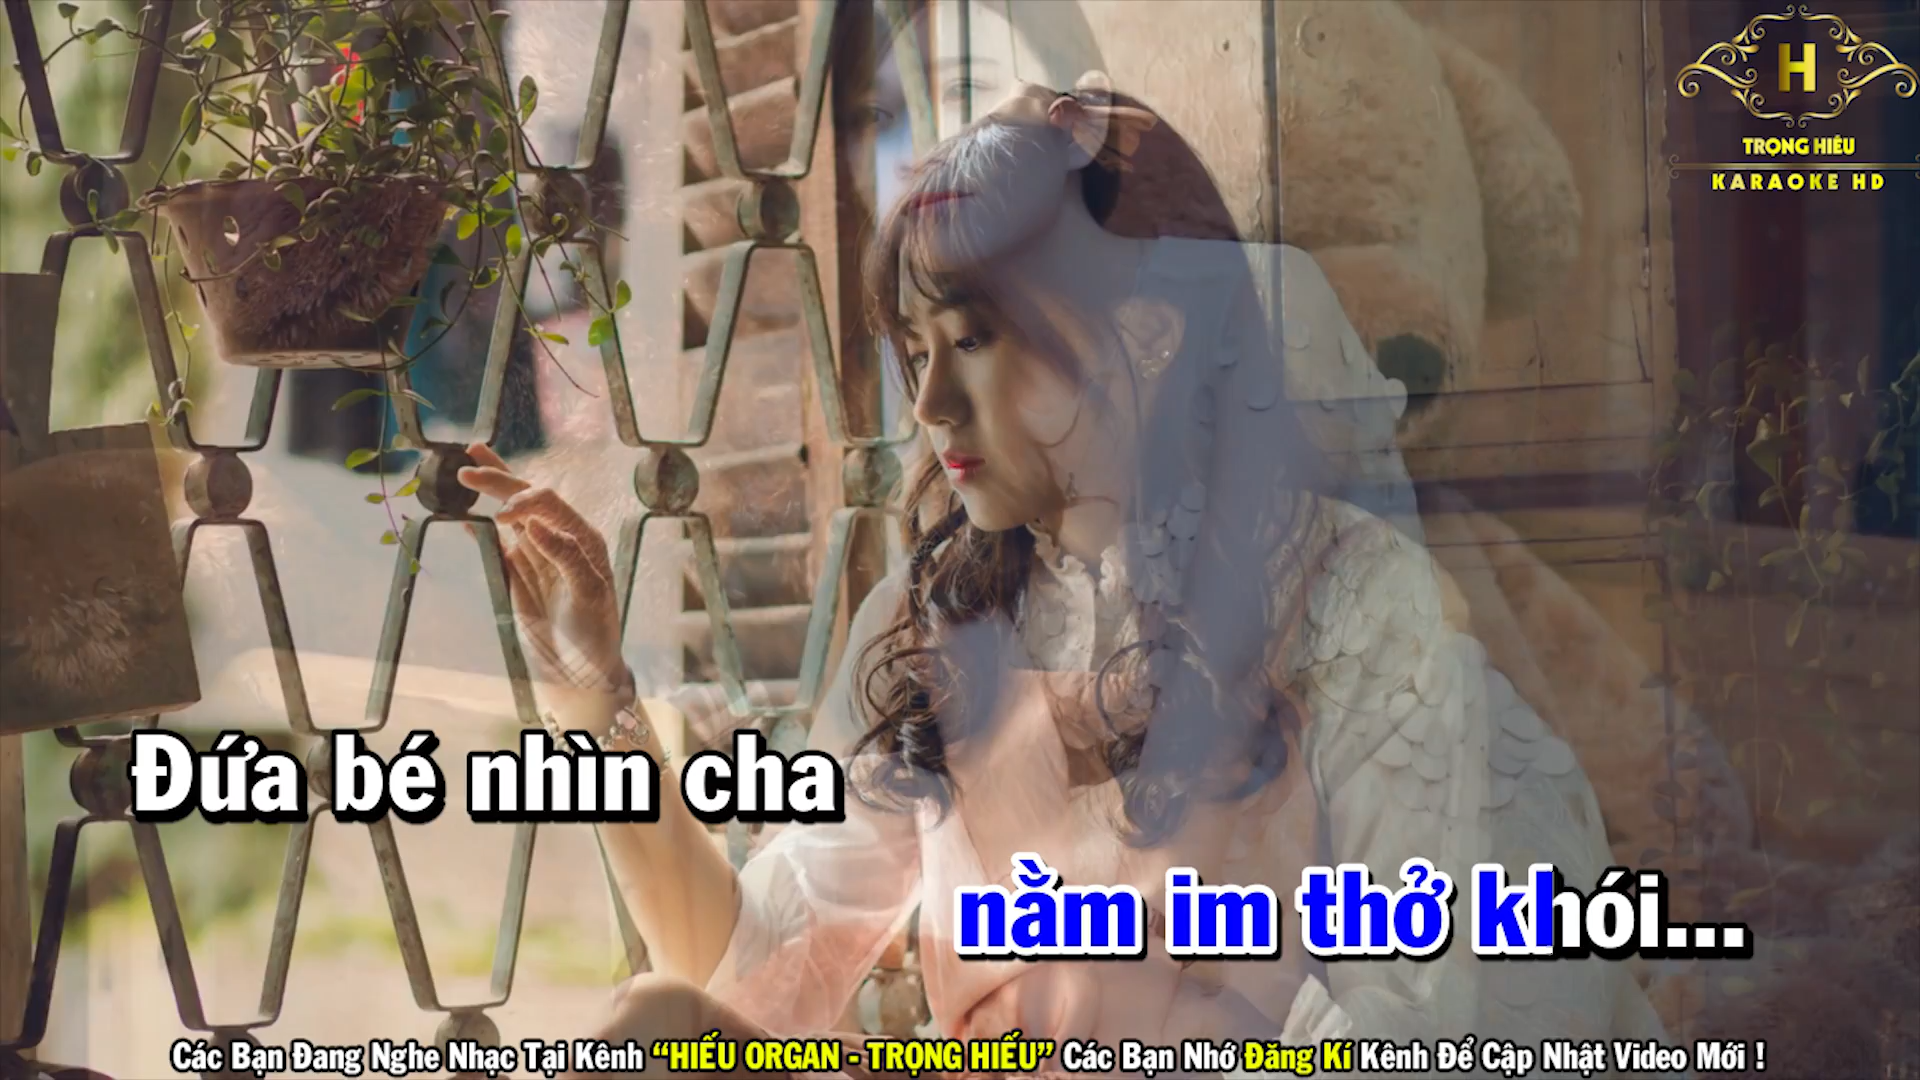 H
TRỌNG HIẾU
KARAOKE HD
Đứa bé nhìn cha
nằm im thở khói...
Các Bạn Đang Nghe Nhạc Tại Kênh “HIẾU ORGAN - TRỌNG HIẾU” Các Bạn Nhớ Đăng Kí Kênh Để Cập Nhật Video Mới !